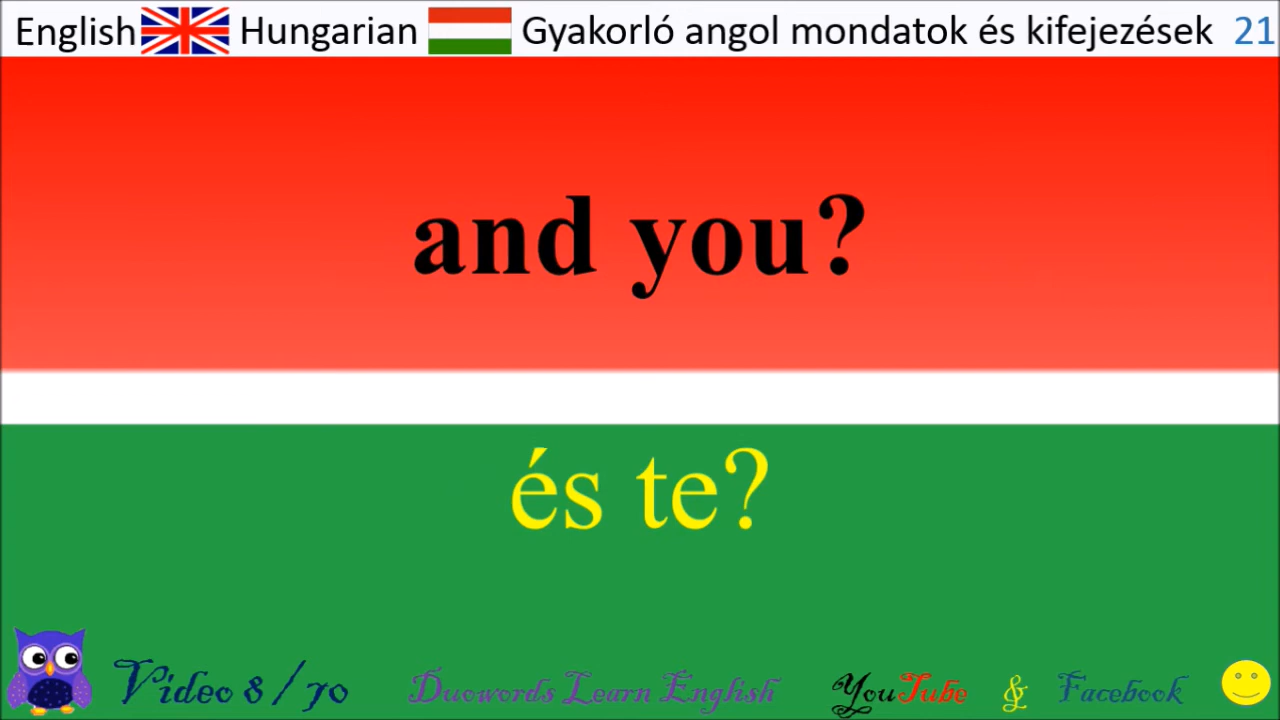 English Hungarian Gyakorló angol mondatok és kifejezések 21
and you?
és te?
Video 8 / 70 Duowords Learn English YouTube & Facebook